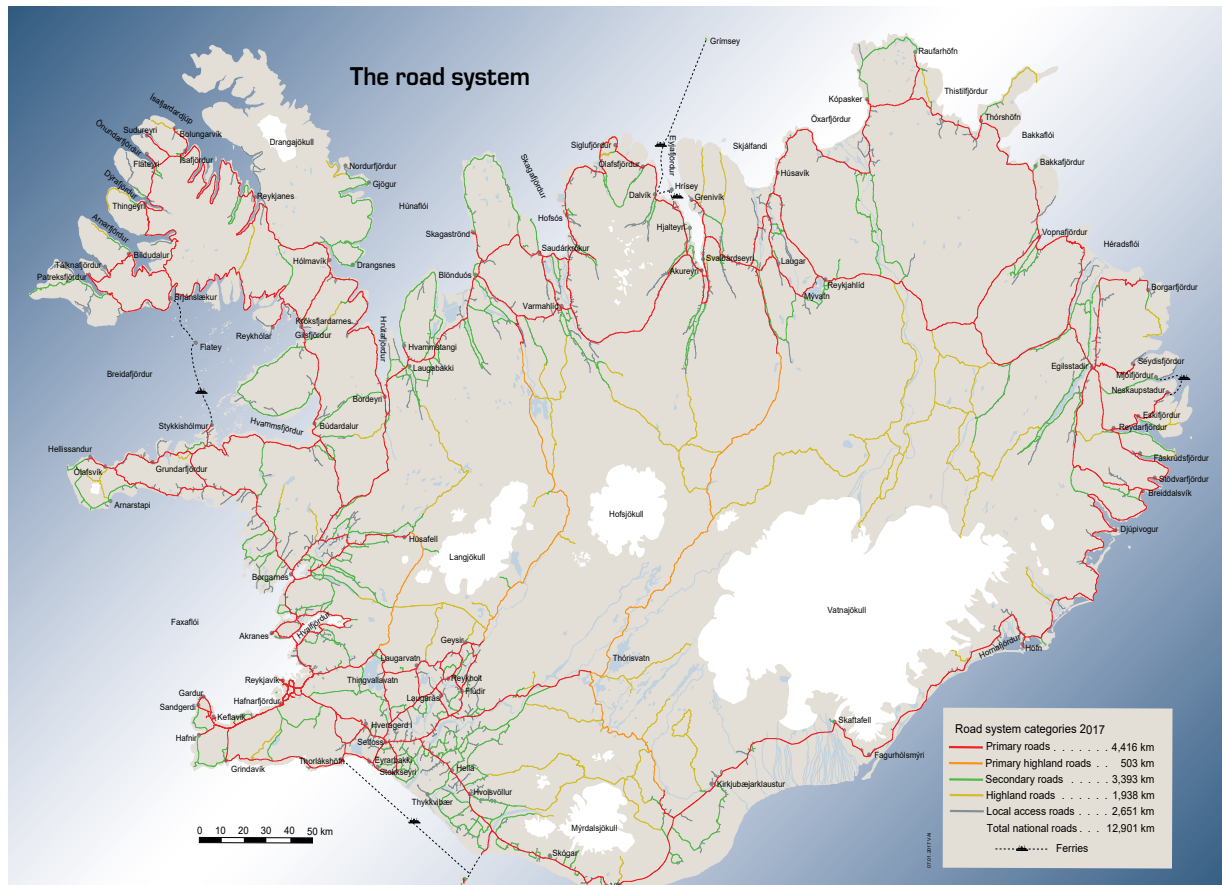 The road system
Grímsey
Raufarhöfn
Thistilfjördur
Kópasker
Thórshöfn
Öxarfjördur
Bakkaflói
Ísafjardardjúp
Sudureyri
Bolungarvík
Önundarfjördur
Ísafjördur
Flateyri
Drangajökull
Dýrafjördur
Thingeyri
Nordurfjördur
Gjögur
Reykjanes
Húnaflói
Siglufjördur
Ólafsfjördur
Eyjafjördur
Skjálfandi
Skagafjördur
Hrísey
Dalvík
Grenivík
Húsavík
Bakkafjördur
Arnarfjördur
Bíldudalur
Tálknafjördur
Patreksfjördur
Hólmavík
Drangsnes
Skagaströnd
Hofsós
Saudárkrókur
Hjalteyri
Svalbardseyri
Akureyri
Laugar
Reykjahlíd
Mývatn
Vopnafjördur
Héradsflói
Borgarfjördur
Brjánslækur
Blönduós
Varmahlíd
Króksfjardarnes
Gilsfjördur
Reykhólar
Hrútafjördur
Flatey
Hvammstangi
Laugabakki
Breidafjördur
Bordeyri
Egilsstadir
Seydisfjördur
Mjóifjördur
Neskaupstadur
Eskifjördur
Reydarfjördur
Stykkishólmur
Hvammsfjördur
Búdardalur
Hellissandur
Ólafsvík
Grundarfjördur
Arnarstapi
Fáskrúdsfjördur
Stödvarfjördur
Breiddalsvík
Djúpivogur
Hofsjökull
Langjökull
Húsafell
Borgarnes
Vatnajökull
Faxaflói
Akranes
Hvalfjördur
Geysir
Laugarvatn
Thingvallavatn
Reykholt
Flúdir
Laugarás
Thórisvatn
Hornafjördur
Höfn
Reykjavík
Hafnarfjördur
Gardur
Sandgerdi
Keflavík
Hafnir
Grindavík
Hveragerdi
Selfoss
Eyrarbakki
Stokkseyri
Thorlákshöfn
Hella
Hvolsvöllur
Thykkvibær
Skaftafell
Fagurhólsmýri
Kirkjubæjarklaustur
Mýrdalsjökull
Skógar
0 10 20 30 40 50 km
Road system categories 2017
Primary roads . . . . . . 4,416 km
Primary highland roads . . . 503 km
Secondary roads . . . . . 3,393 km
Highland roads . . . . . . 1,938 km
Local access roads . . . 2,651 km
Total national roads . . . 12,901 km
Ferries